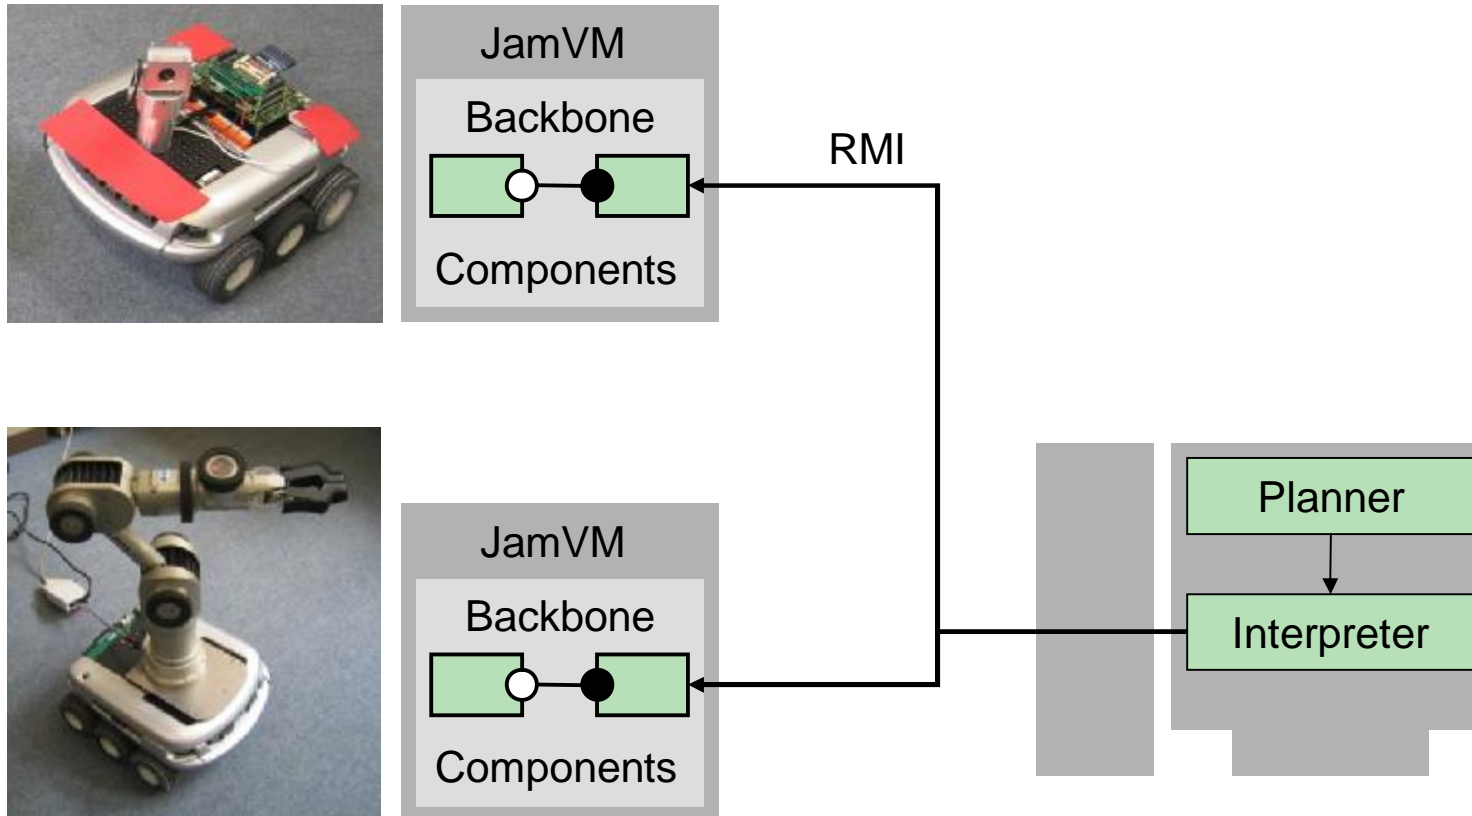 JamVM
Backbone
Components
RMI
JamVM
Backbone
Components
Planner
Interpreter